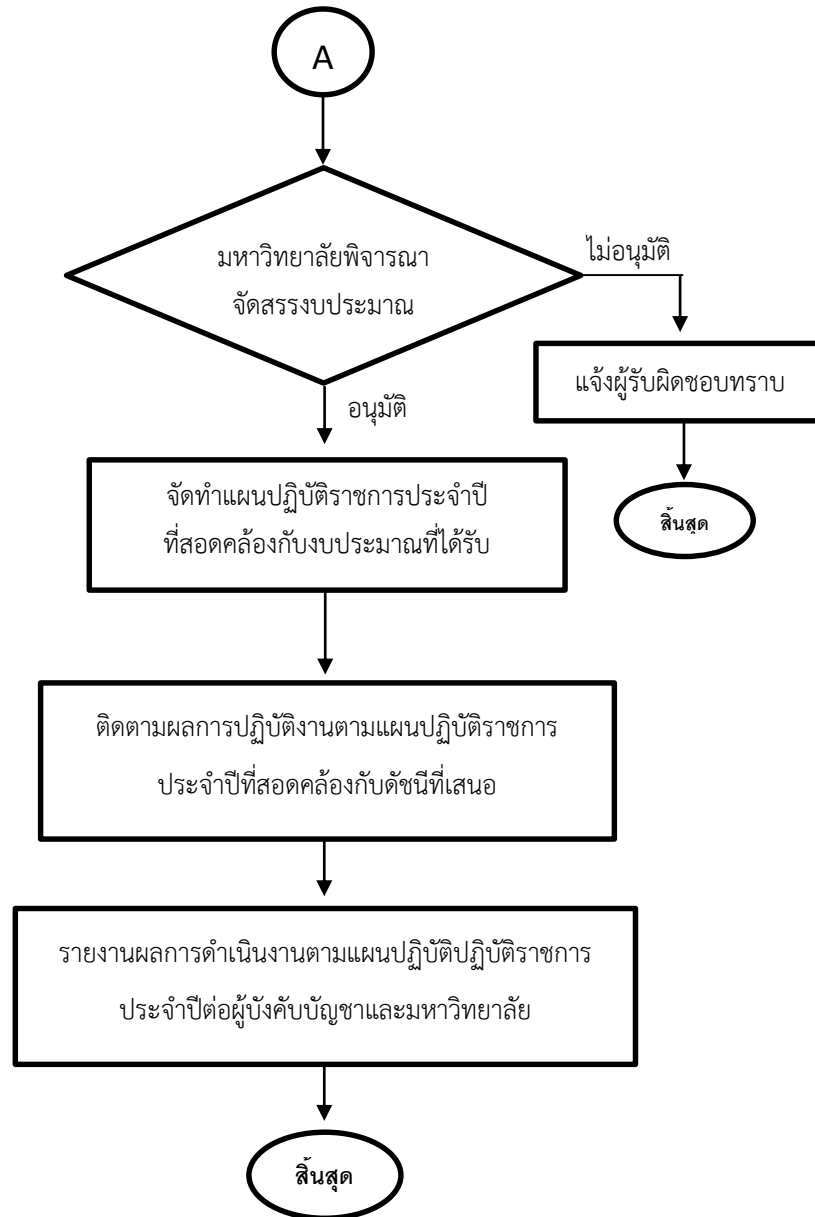 A
มหาวิทยาลัยพิจารณา
จัดสรรงบประมาณ
ไม่อนุมัติ
แจ้งผู้รับผิดชอบทราบ
สิ้นสุด
อนุมัติ
จัดทำแผนปฏิบัติราชการประจำปี
ที่สอดคล้องกับงบประมาณที่ได้รับ
ติดตามผลการปฏิบัติงานตามแผนปฏิบัติราชการ
ประจำปีที่สอดคล้องกับดัชนีที่เสนอ
รายงานผลการดำเนินงานตามแผนปฏิบัติปฏิบัติราชการ
ประจำปีต่อผู้บังคับบัญชาและมหาวิทยาลัย
สิ้นสุด